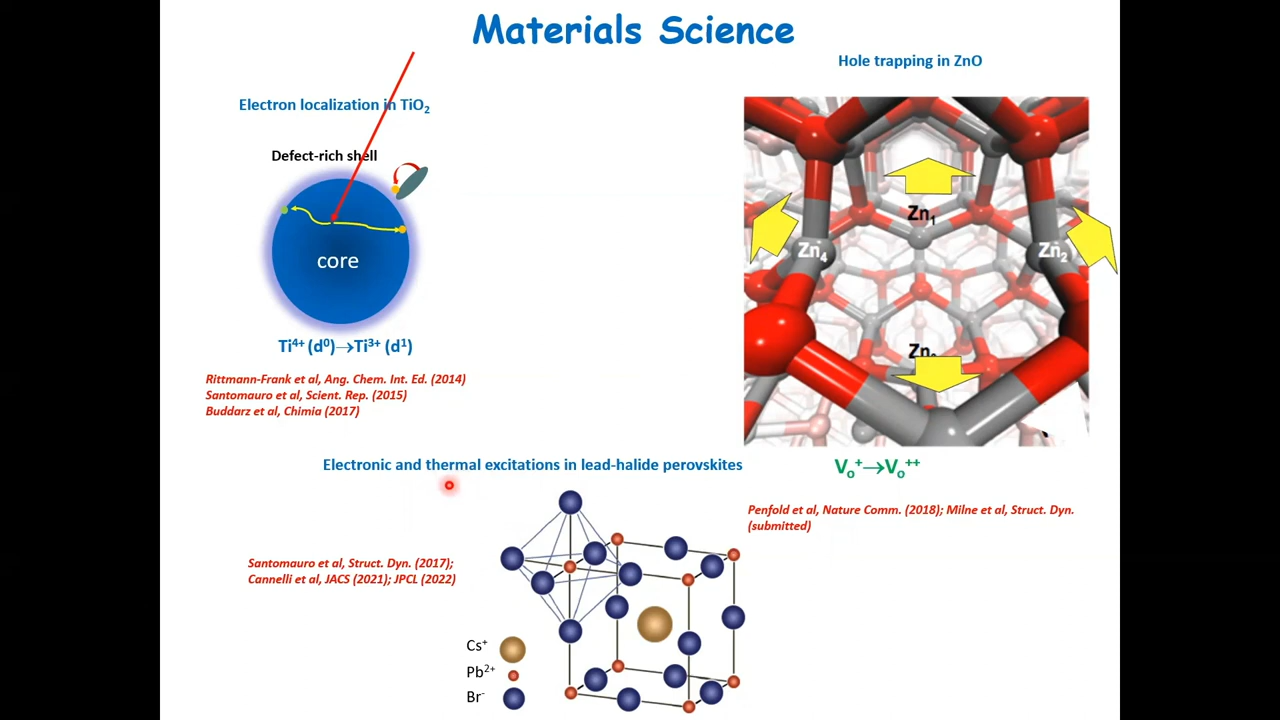 Materials Science
Hole trapping in ZnO
Electron localization in TiO₂
Defect-rich shell
core
Ti⁴⁺ (d⁰)→Ti³⁺ (d¹)
Rittmann-Frank et al, Ang. Chem. Int. Ed. (2014)
Santomauro et al, Scient. Rep. (2015)
Buddarz et al, Chimia (2017)
Zn₁
Zn₄
Zn₂
Zn
Vₒ⁺→Vₒ⁺⁺
Penfold et al, Nature Comm. (2018); Milne et al, Struct. Dyn.
(submitted)
Electronic and thermal excitations in lead-halide perovskites
Santomauro et al, Struct. Dyn. (2017);
Cannelli et al, JACS (2021); JPCL (2022)
Cs⁺
Pb²⁺
Br⁻